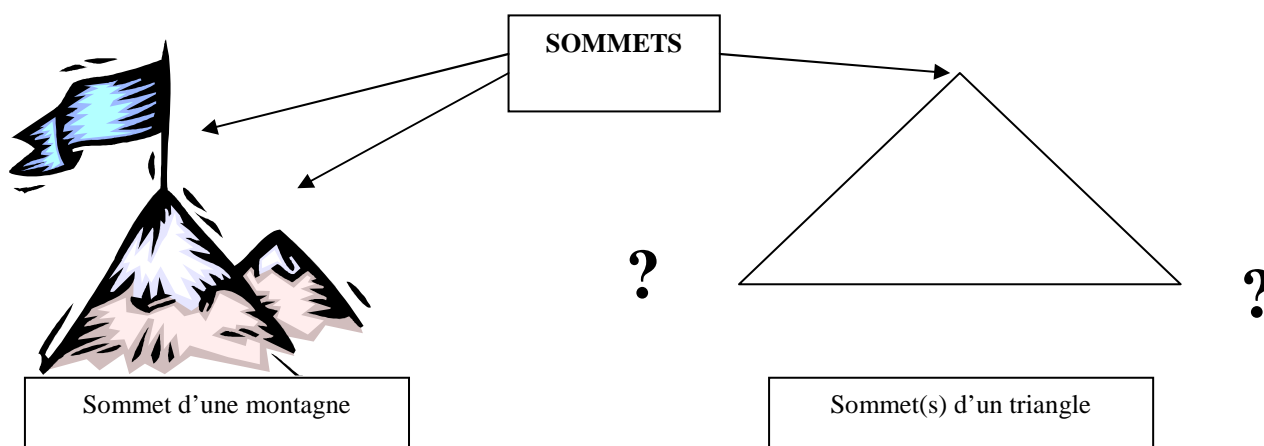 SOMMETS
?
?
Sommet d’une montagne
Sommet(s) d’un triangle